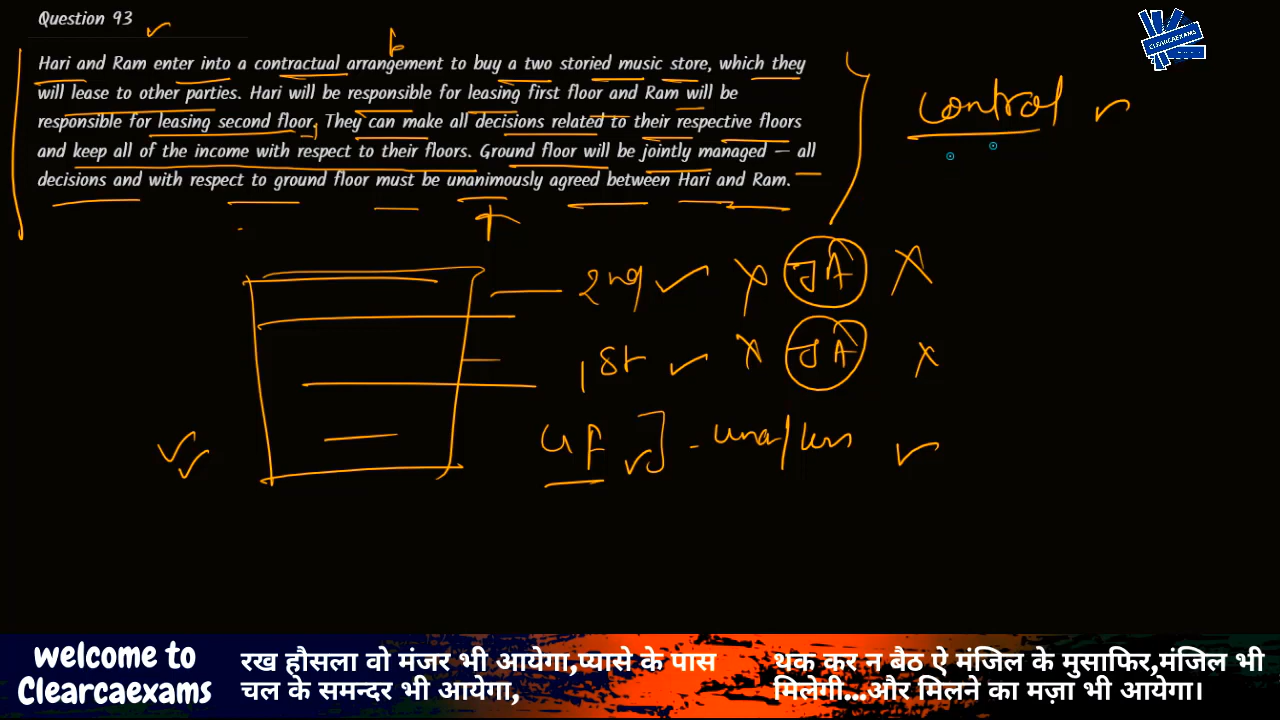 Question 93
CLEARCAEXAMS
Hari and Ram enter into a contractual arrangement to buy a two storied music store, which they
will lease to other parties. Hari will be responsible for leasing first floor and Ram will be
responsible for leasing second floor. They can make all decisions related to their respective floors
and keep all of the income with respect to their floors. Ground floor will be jointly managed – all
decisions and with respect to ground floor must be unanimously agreed between Hari and Ram.
control
2nd JA
1st JA
GF
welcome to
Clearcaexams
रख हौसला वो मंजर भी आयेगा,प्यासे के पास
चल के समन्दर भी आयेगा,
थक कर न बैठ ऐ मंजिल के मुसाफिर,मंजिल भी
मिलेगी...और मिलने का मज़ा भी आयेगा।